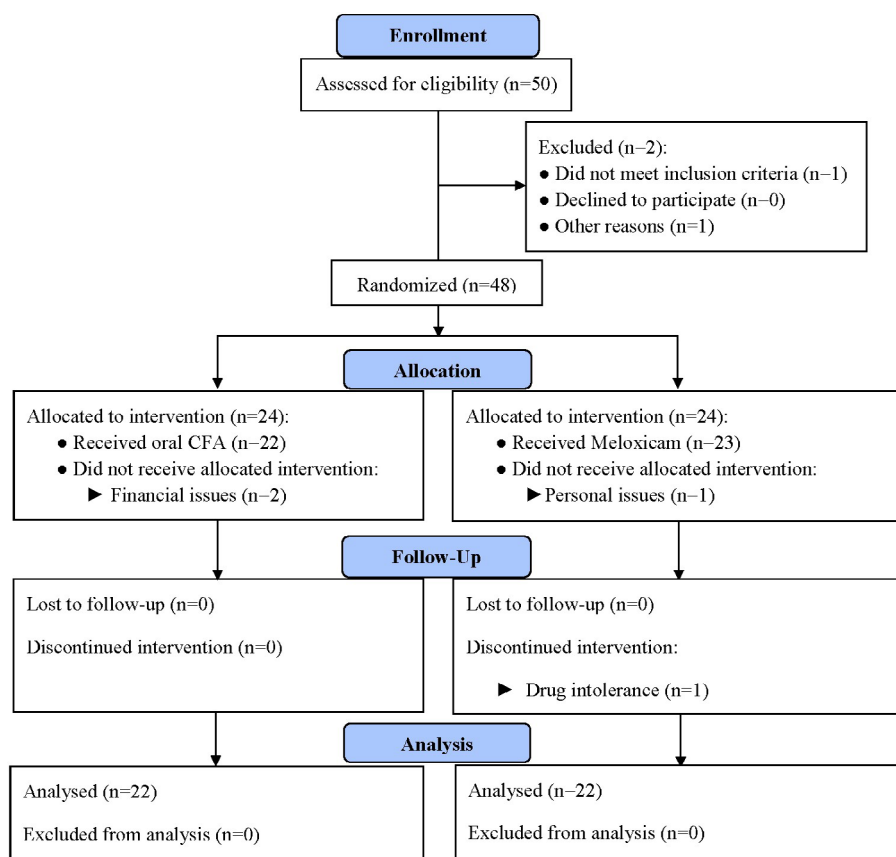 Enrollment
Assessed for eligibility (n=50)
Excluded (n−2):
● Did not meet inclusion criteria (n−1)
● Declined to participate (n−0)
● Other reasons (n=1)
Randomized (n=48)
Allocation
Allocated to intervention (n=24):
● Received oral CFA (n−22)
● Did not receive allocated intervention:
► Financial issues (n−2)
Allocated to intervention (n=24):
● Received Meloxicam (n−23)
● Did not receive allocated intervention:
►Personal issues (n−1)
Follow-Up
Lost to follow-up (n=0)
Discontinued intervention (n=0)
Lost to follow-up (n=0)
Discontinued intervention:
► Drug intolerance (n=1)
Analysis
Analysed (n=22)
Excluded from analysis (n=0)
Analysed (n−22)
Excluded from analysis (n=0)